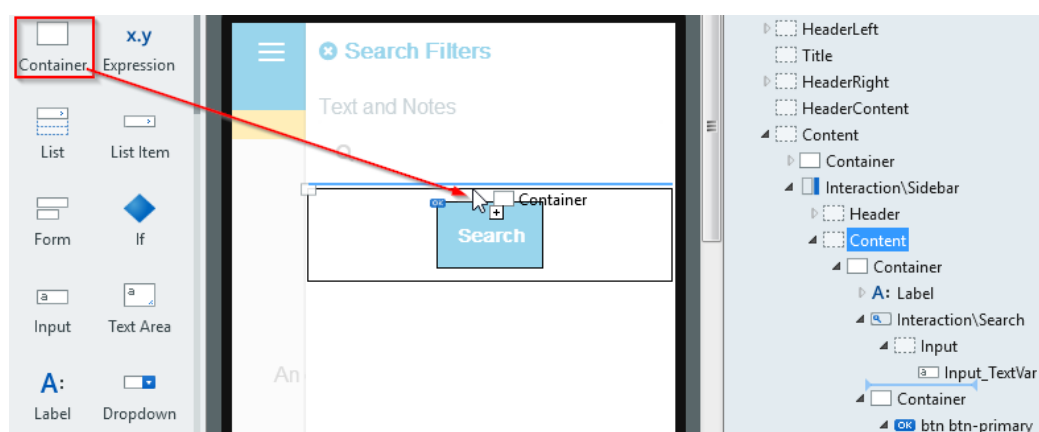 Container
x.y
Expression
List
List Item
Form
If
a
Input
a
Text Area
A:
Label
Dropdown
Search Filters
Text and Notes
OK
Container
Search
An
HeaderLeft
Title
HeaderRight
HeaderContent
Content
Container
Interaction\Sidebar
Header
Content
Container
A: Label
Interaction\Search
Input
a Input_TextVar
Container
OK btn btn-primary